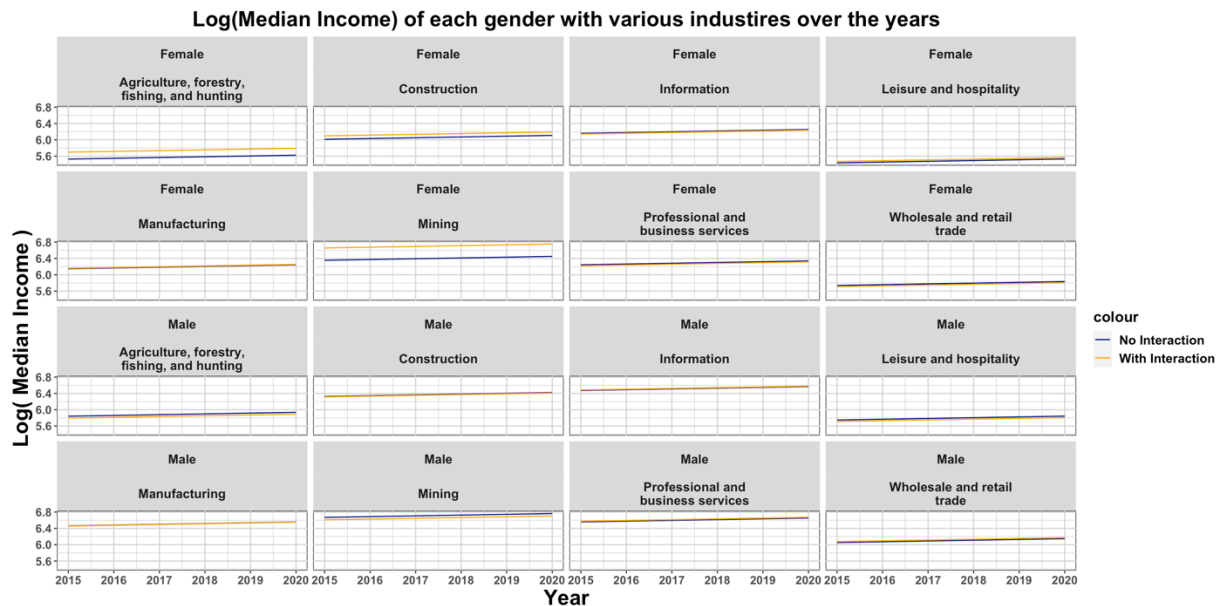 Log(Median Income) of each gender with various industires over the years
Female
Female
Female
Female
Agriculture, forestry,
fishing, and hunting
Construction
Information
Leisure and hospitality
6.8
6.4
6.0
5.6
Female
Female
Female
Female
Manufacturing
Mining
Professional and
business services
Wholesale and retail
trade
6.8
6.4
6.0
5.6
Male
Male
Male
Male
Agriculture, forestry,
fishing, and hunting
Construction
Information
Leisure and hospitality
6.8
6.4
6.0
5.6
Male
Male
Male
Male
Manufacturing
Mining
Professional and
business services
Wholesale and retail
trade
6.8
6.4
6.0
5.6
2015 2016 2017 2018 2019 2020
2015 2016 2017 2018 2019 2020
2015 2016 2017 2018 2019 2020
2015 2016 2017 2018 2019 2020
Year
Log( Median Income )
colour
No Interaction
With Interaction